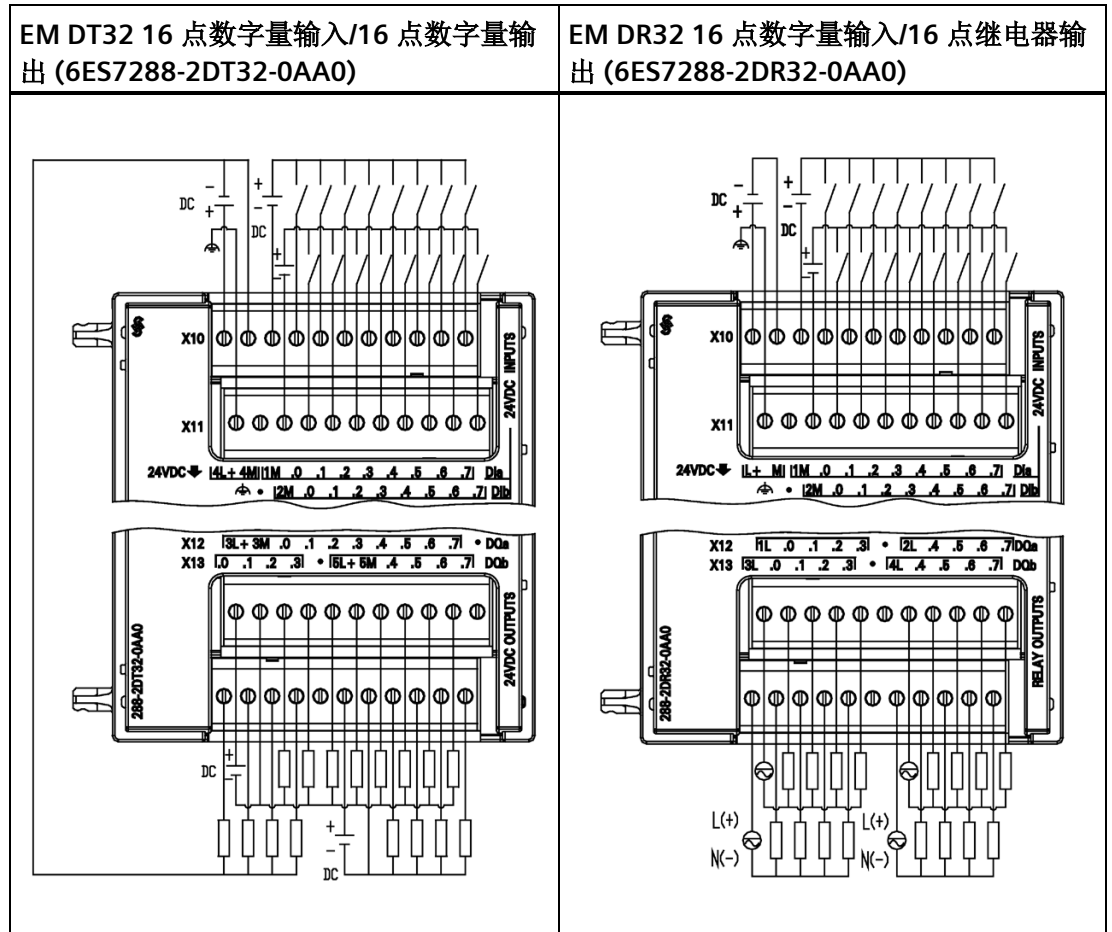 EM DT32 16 点数字量输入/16 点数字量输
出 (6ES7288-2DT32-0AA0)
EM DR32 16 点数字量输入/16 点继电器输
出 (6ES7288-2DR32-0AA0)
- + DC
+ - DC
+ -
X10
X11
24VDC INPUTS
24VDC 4L+ 4M 1M .0 .1 .2 .3 .4 .5 .6 .7 DIa
• 2M .0 .1 .2 .3 .4 .5 .6 .7 DIb
X12 3L+ 3M .0 .1 .2 .3 .4 .5 .6 .7 • DQa
X13 .0 .1 .2 .3 • 5L+ 5M .4 .5 .6 .7 DQb
288-2DT32-0AA0
24VDC OUTPUTS
DC + -
+ - DC
- + DC
+ - DC
+ -
X10
X11
24VDC INPUTS
24VDC L+ M 1M .0 .1 .2 .3 .4 .5 .6 .7 DIa
• 2M .0 .1 .2 .3 .4 .5 .6 .7 DIb
X12 1L .0 .1 .2 .3 • 2L .4 .5 .6 .7 DQa
X13 3L .0 .1 .2 .3 • 4L .4 .5 .6 .7 DQb
288-2DR32-0AA0
RELAY OUTPUTS
L(+) L(+)
N(-) N(-)